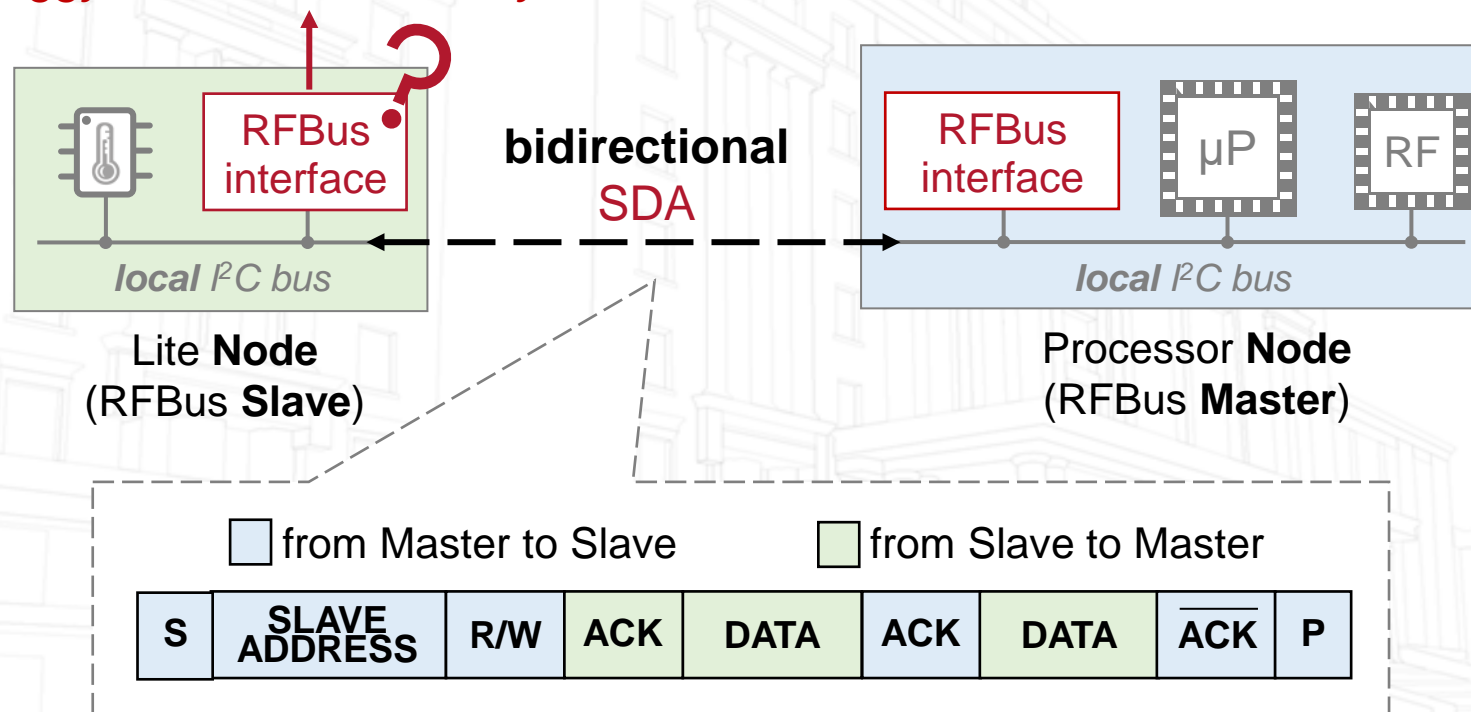 RFBus
interface
local I²C bus
Lite Node
(RFBus Slave)
?
bidirectional
SDA
RFBus
interface
µP
RF
local I²C bus
Processor Node
(RFBus Master)
from Master to Slave
from Slave to Master
S
SLAVE
ADDRESS
R/W
ACK
DATA
ACK
DATA
ACK
P